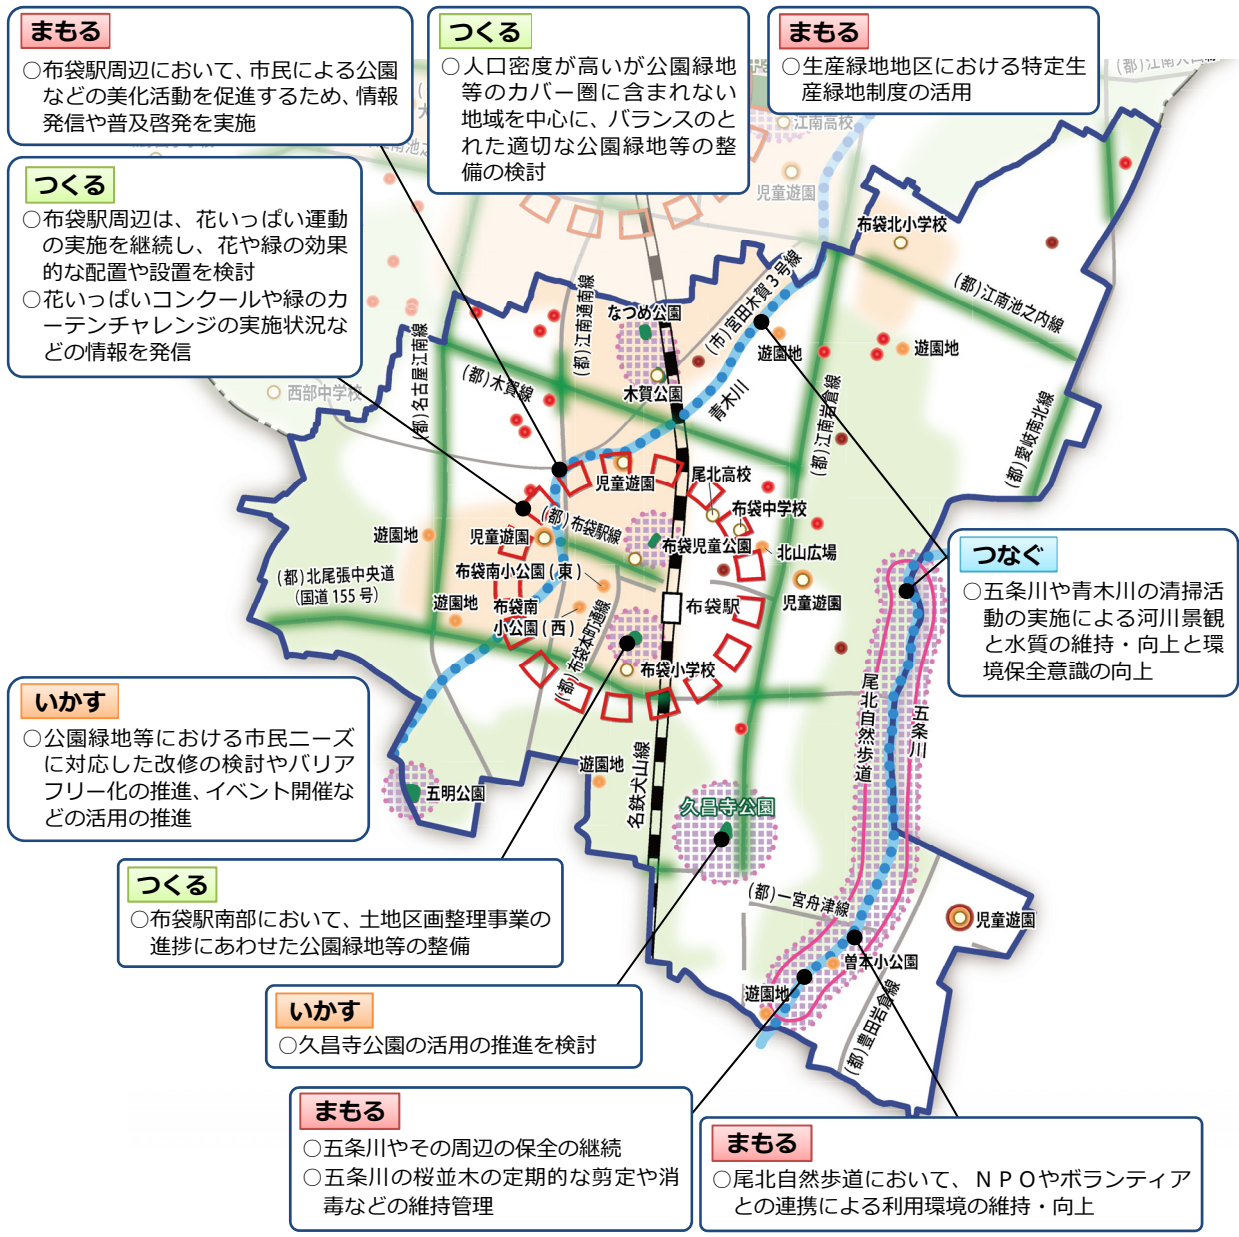 まもる
○布袋駅周辺において、市民による公園
などの美化活動を促進するため、情報
発信や普及啓発を実施
つくる
○人口密度が高いが公園緑地
等のカバー圏に含まれない
地域を中心に、バランスのと
れた適切な公園緑地等の整
備の検討
まもる
○生産緑地地区における特定生
産緑地制度の活用
つくる
○布袋駅周辺は、花いっぱい運動
の実施を継続し、花や緑の効果
的な配置や設置を検討
○花いっぱいコンクールや緑のカ
ーテンチャレンジの実施状況な
どの情報を発信
江南高校
児童遊園
布袋北小学校
(都)江南池之内線
(都)江南通南線
なつめ公園
(市)宮田木賀3号線
遊園地
遊園地
西部中学校
(都)名古屋江南線
(都)木賀線
木賀公園
青木川
(都)江南岩倉線
(都)愛岐南北線
児童遊園
尾北高校
布袋中学校
(都)布袋駅線
遊園地
児童遊園
布袋児童公園
北山広場
布袋南小公園(東)
(都)北尾張中央道
(国道155号)
遊園地
布袋南
小公園(西)
布袋駅
児童遊園
(都)布袋本町通線
布袋小学校
つなぐ
○五条川や青木川の清掃活
動の実施による河川景観
と水質の維持・向上と環
境保全意識の向上
尾北自然歩道
五条川
いかす
○公園緑地等における市民ニーズ
に対応した改修の検討やバリア
フリー化の推進、イベント開催な
どの活用の推進
名鉄犬山線
遊園地
五明公園
久昌寺公園
つくる
○布袋駅南部において、土地区画整理事業の
進捗にあわせた公園緑地等の整備
(都)一宮舟津線
児童遊園
曽本小公園
遊園地
(都)豊田岩倉線
いかす
○久昌寺公園の活用の推進を検討
まもる
○五条川やその周辺の保全の継続
○五条川の桜並木の定期的な剪定や消
毒などの維持管理
まもる
○尾北自然歩道において、NPOやボランティア
との連携による利用環境の維持・向上